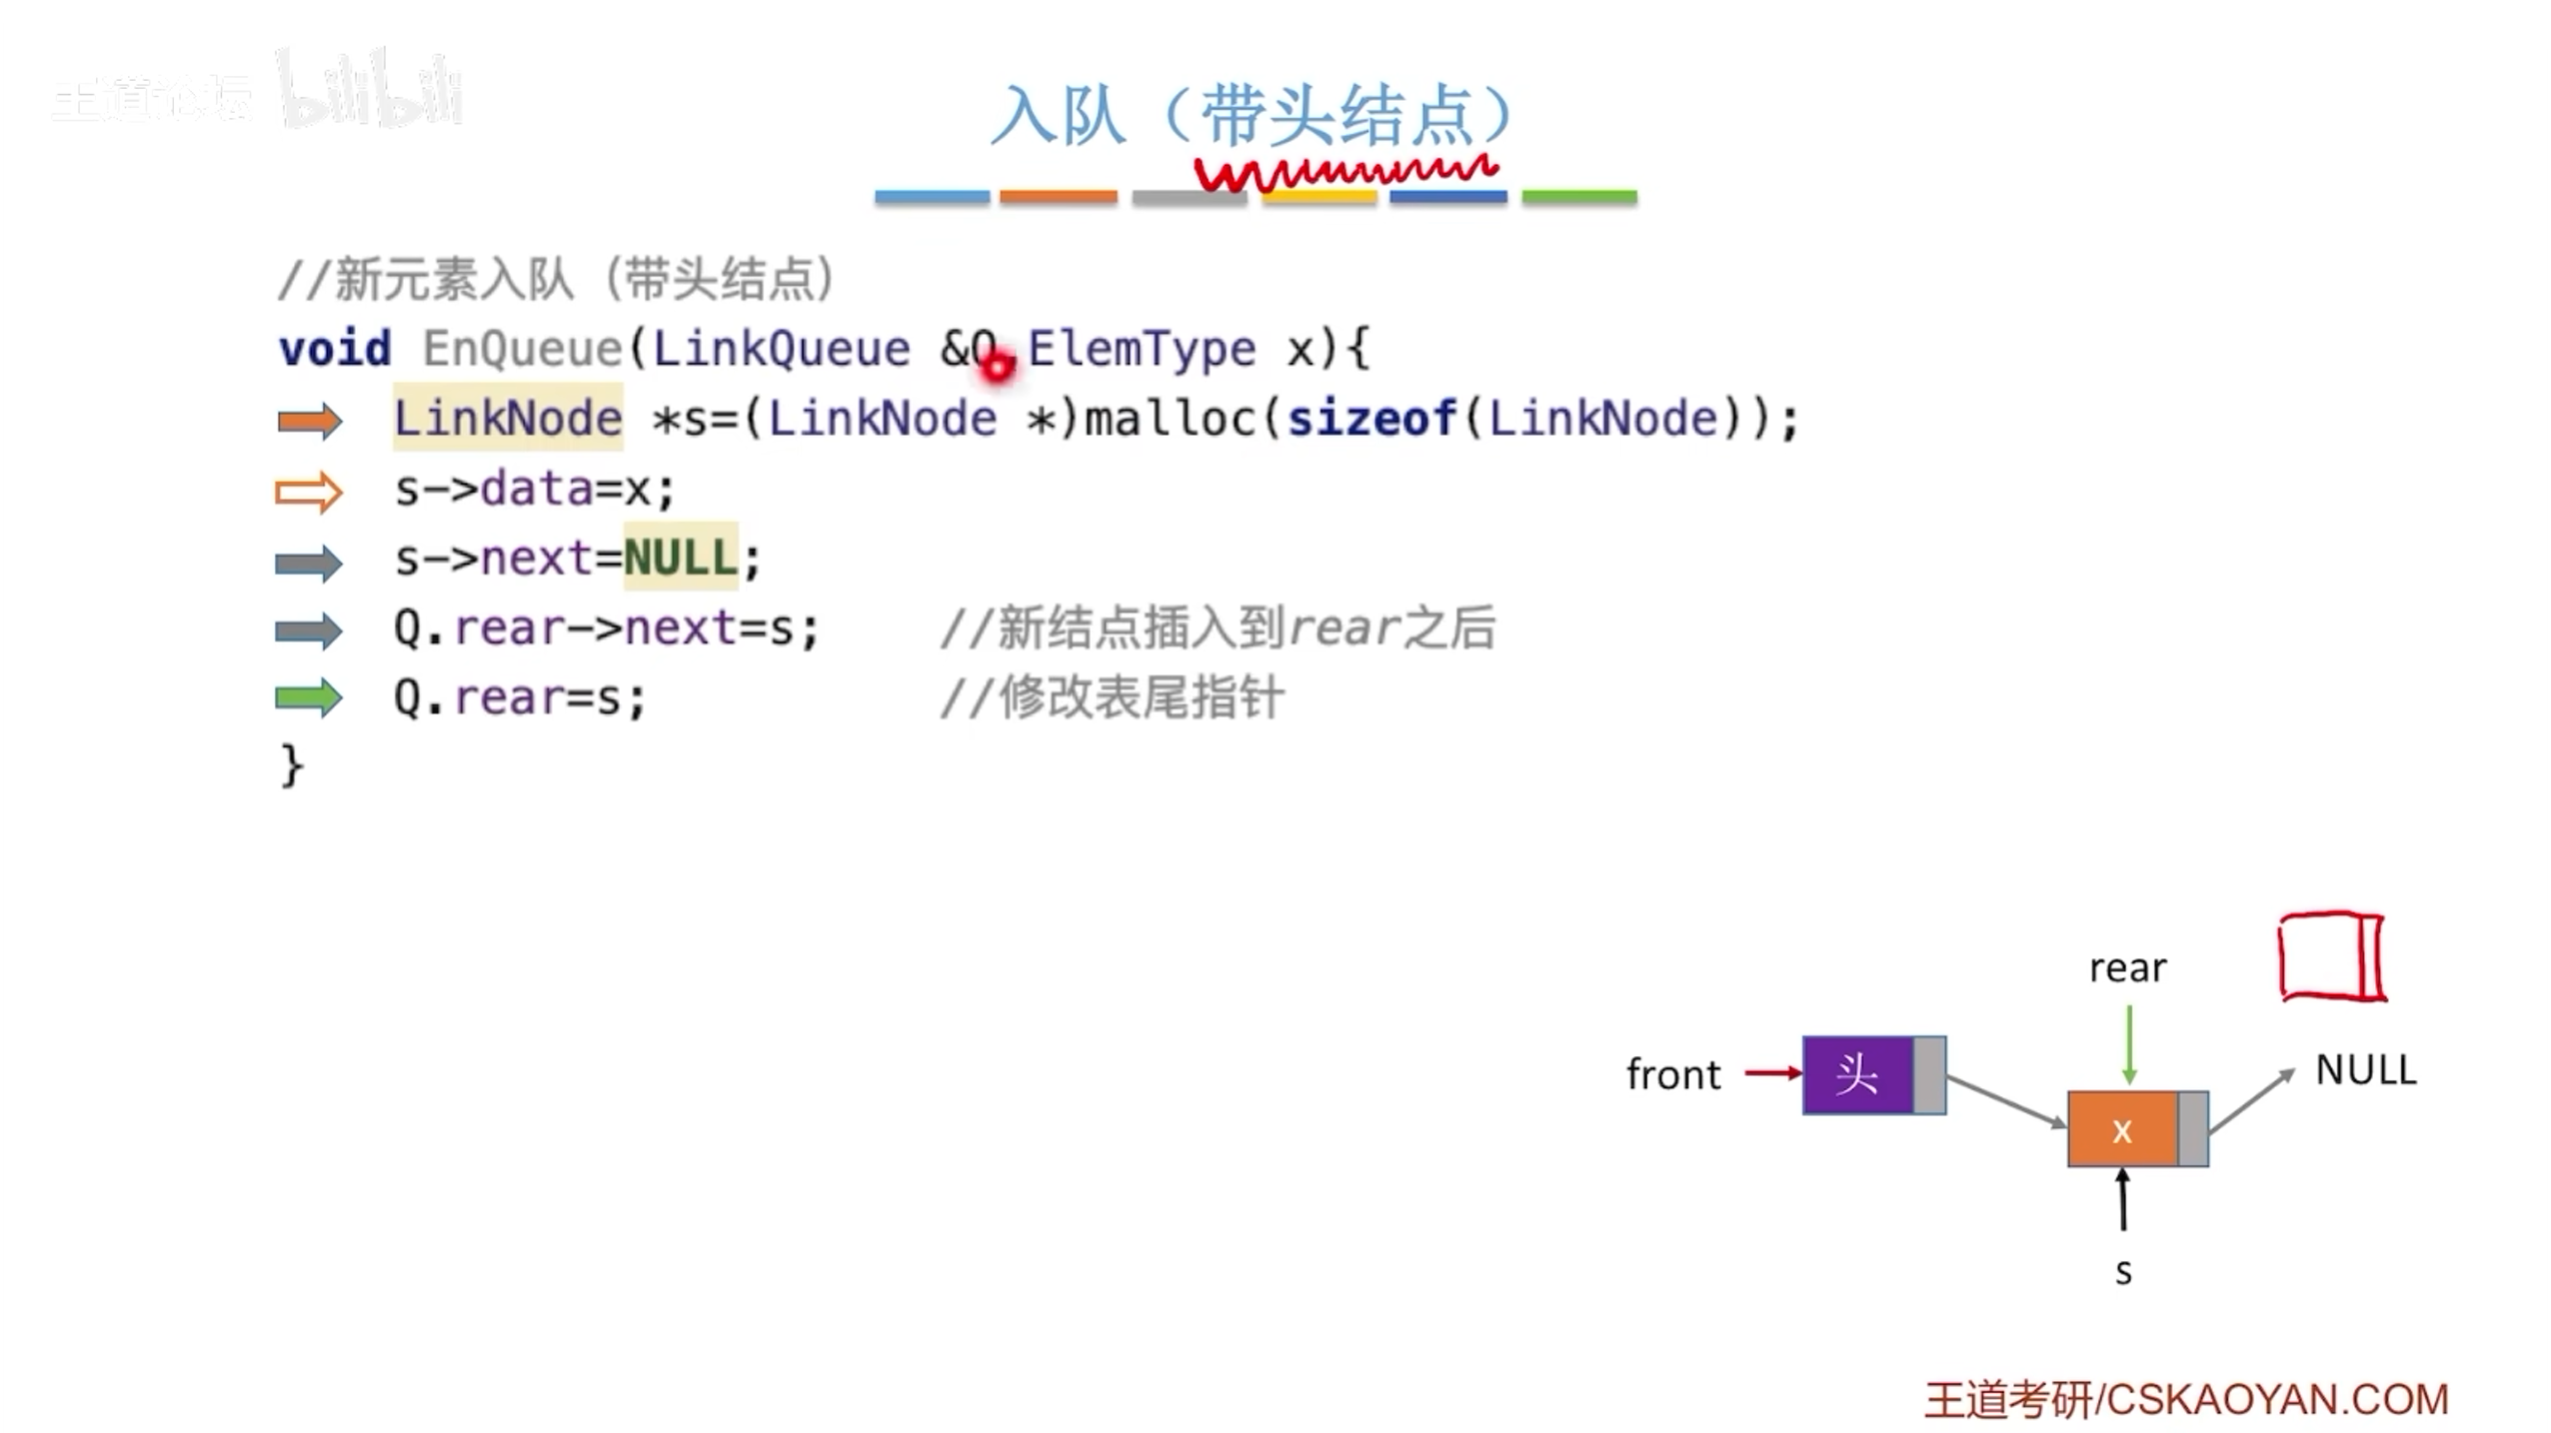 王道论坛 bilibili
入队（带头结点）
//新元素入队（带头结点）
void EnQueue(LinkQueue &Q,ElemType x){
LinkNode *s=(LinkNode *)malloc(sizeof(LinkNode));
s->data=x;
s->next=NULL;
Q.rear->next=s; //新结点插入到rear之后
Q.rear=s; //修改表尾指针
}
rear
front 头 NULL
x
s
王道考研/CSKAOYAN.COM